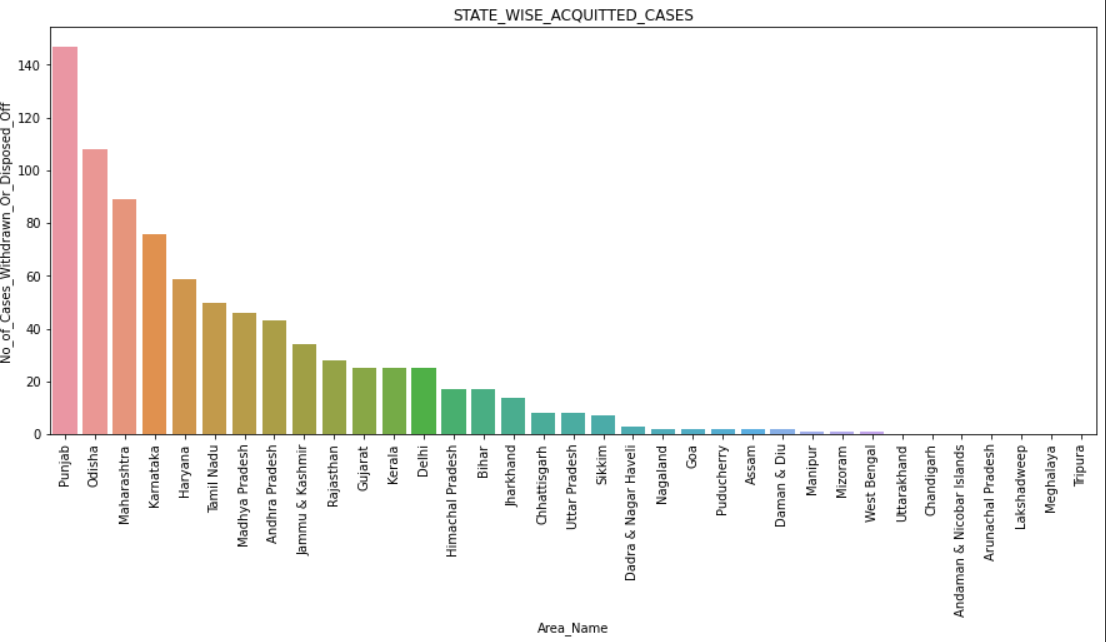 STATE_WISE_ACQUITTED_CASES
No_of_Cases_Withdrawn_Or_Disposed_Off
140
120
100
80
60
40
20
0
Punjab
Odisha
Maharashtra
Karnataka
Haryana
Tamil Nadu
Madhya Pradesh
Andhra Pradesh
Jammu & Kashmir
Rajasthan
Gujarat
Kerala
Delhi
Himachal Pradesh
Bihar
Jharkhand
Chhattisgarh
Uttar Pradesh
Sikkim
Dadra & Nagar Haveli
Nagaland
Goa
Puducherry
Assam
Daman & Diu
Manipur
Mizoram
West Bengal
Uttarakhand
Chandigarh
Andaman & Nicobar Islands
Arunachal Pradesh
Lakshadweep
Meghalaya
Tripura
Area_Name